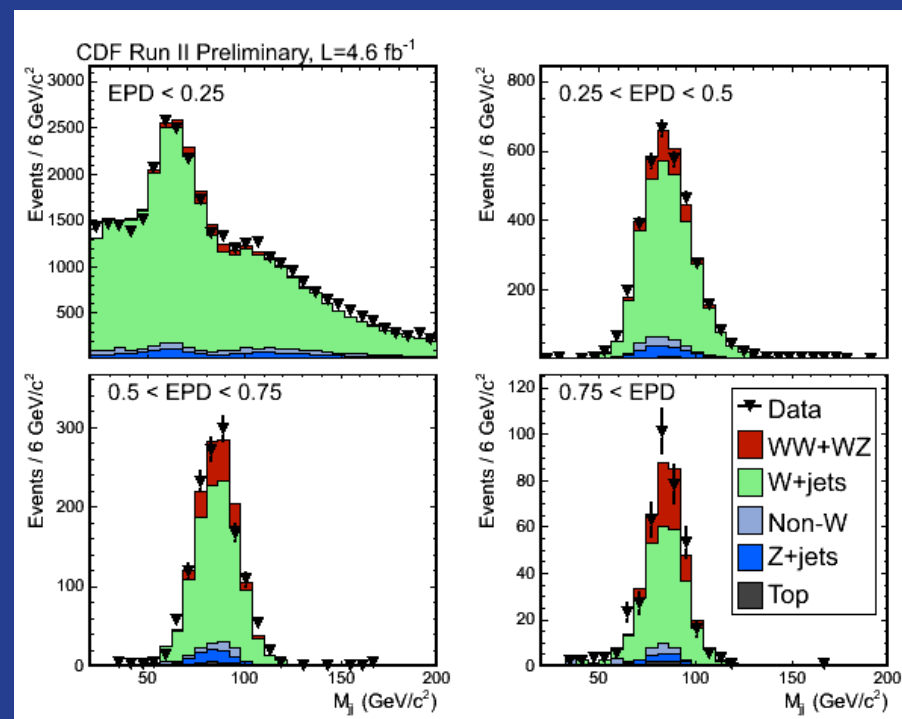 CDF Run II Preliminary, L=4.6 fb⁻¹
Events / 6 GeV/c²
3000
2500
2000
1500
1000
500
EPD < 0.25
Events / 6 GeV/c²
800
600
400
200
0.25 < EPD < 0.5
Events / 6 GeV/c²
300
200
100
0
0.5 < EPD < 0.75
50 100 150 200
M_jj (GeV/c²)
Events / 6 GeV/c²
120
100
80
60
40
20
0
0.75 < EPD
Data
WW+WZ
W+jets
Non-W
Z+jets
Top
50 100 150 200
M_jj (GeV/c²)